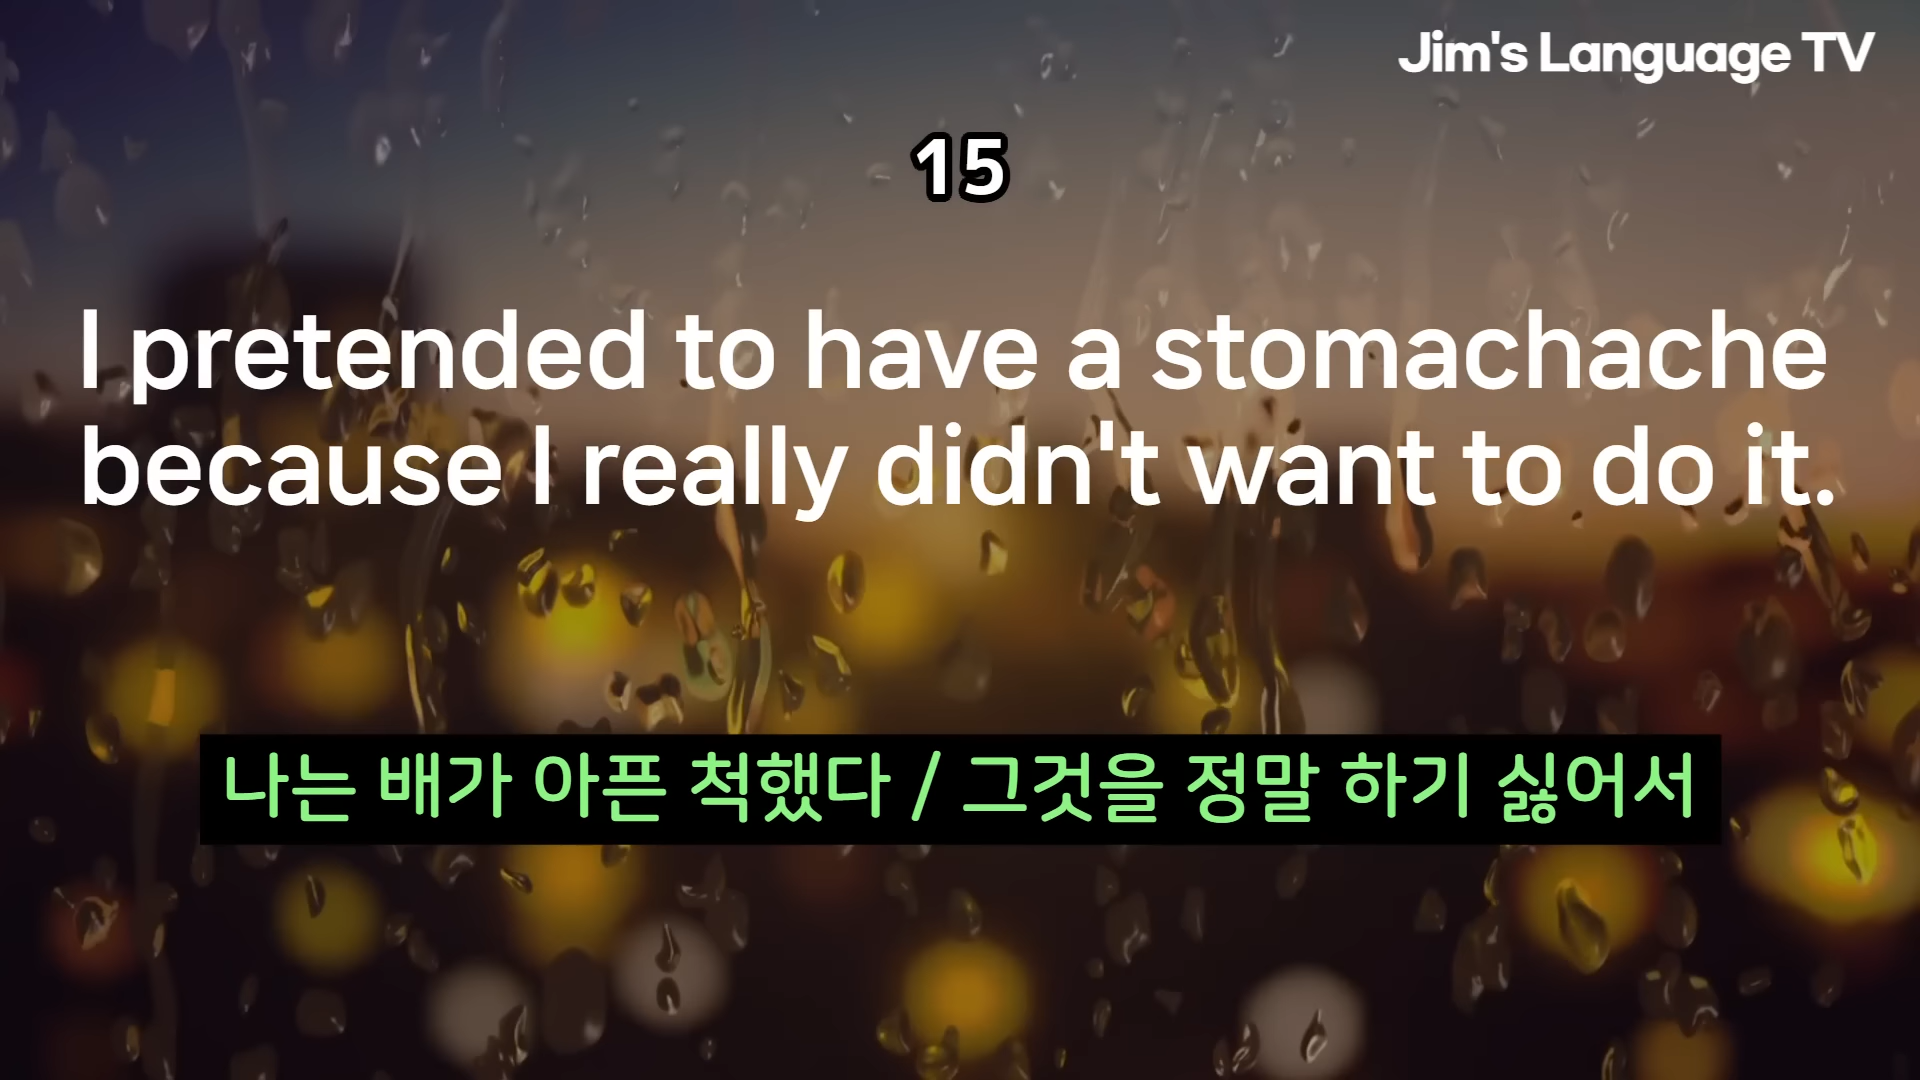 Jim's Language TV
15
I pretended to have a stomachache
because I really didn't want to do it.
나는 배가 아픈 척했다 / 그것을 정말 하기 싫어서